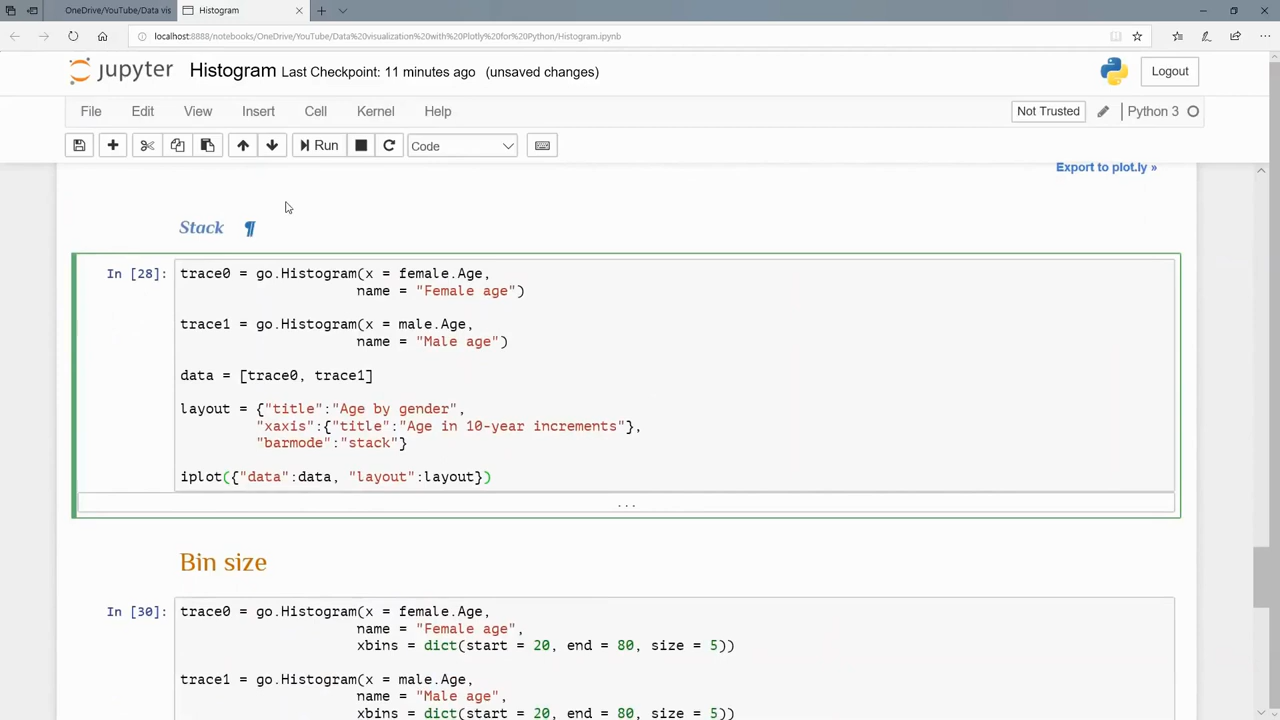 OneDrive/YouTube/Data vis
Histogram
localhost:8888/notebooks/OneDrive/YouTube/Data%20visualization%20with%20Plotly%20for%20Python/Histogram.ipynb
jupyter Histogram Last Checkpoint: 11 minutes ago (unsaved changes) Logout
File Edit View Insert Cell Kernel Help Not Trusted Python 3
Run Code
Export to plot.ly »
Stack ¶
In [28]: trace0 = go.Histogram(x = female.Age,
name = "Female age")
trace1 = go.Histogram(x = male.Age,
name = "Male age")
data = [trace0, trace1]
layout = {"title":"Age by gender",
"xaxis":{"title":"Age in 10-year increments"},
"barmode":"stack"}
iplot({"data":data, "layout":layout})
...
Bin size
In [30]: trace0 = go.Histogram(x = female.Age,
name = "Female age",
xbins = dict(start = 20, end = 80, size = 5))
trace1 = go.Histogram(x = male.Age,
name = "Male age",
xbins = dict(start = 20, end = 80, size = 5))